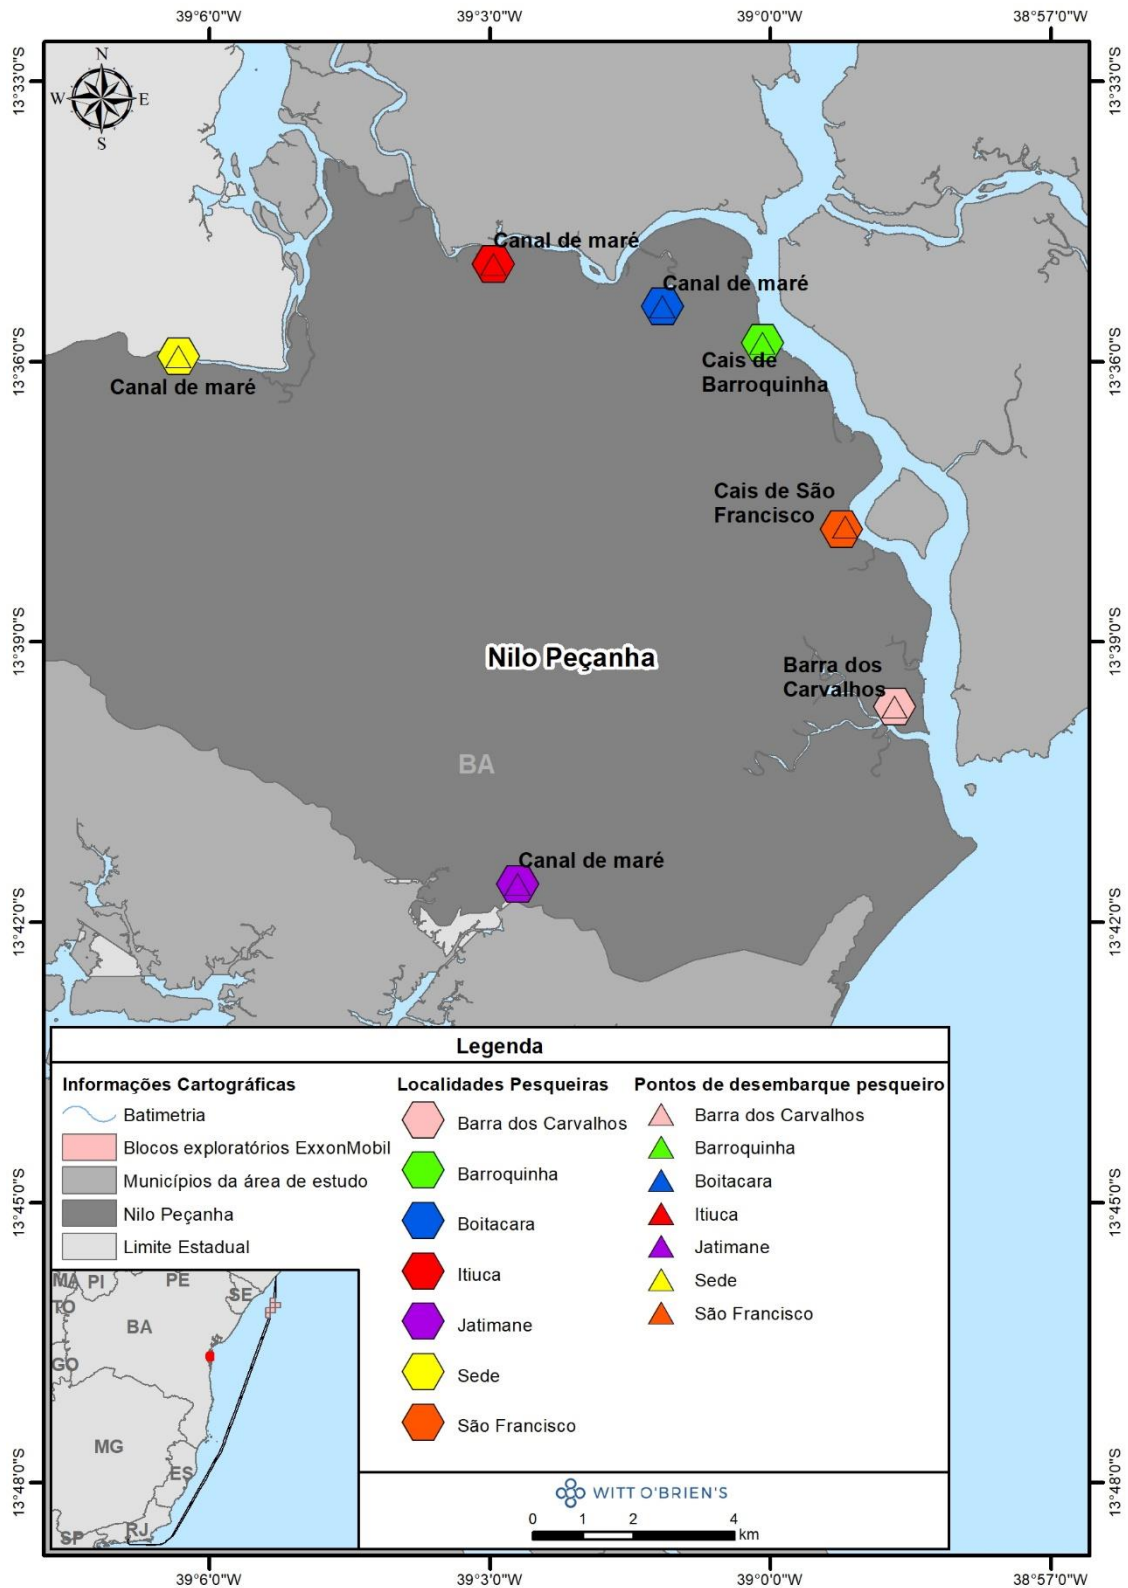 39°6'0"W
39°3'0"W
39°0'0"W
38°57'0"W
13°33'0"S
13°33'0"S
N
W
E
S
Canal de maré
Canal de maré
13°36'0"S
13°36'0"S
Canal de maré
Cais de
Barroquinha
Cais de São
Francisco
13°39'0"S
13°39'0"S
Nilo Peçanha
Barra dos
Carvalhos
BA
Canal de maré
13°42'0"S
13°42'0"S
Legenda
Informações Cartográficas
Batimetria
Blocos exploratórios ExxonMobil
Municípios da área de estudo
Nilo Peçanha
Limite Estadual
Localidades Pesqueiras
Barra dos Carvalhos
Barroquinha
Boitacara
Itiuca
Jatimane
Sede
São Francisco
Pontos de desembarque pesqueiro
Barra dos Carvalhos
Barroquinha
Boitacara
Itiuca
Jatimane
Sede
São Francisco
13°45'0"S
13°45'0"S
MA
PI
PE
TO
SE
BA
GO
MG
ES
SP
RJ
WITT O'BRIEN'S
0 1 2 4
km
13°48'0"S
13°48'0"S
39°6'0"W
39°3'0"W
39°0'0"W
38°57'0"W